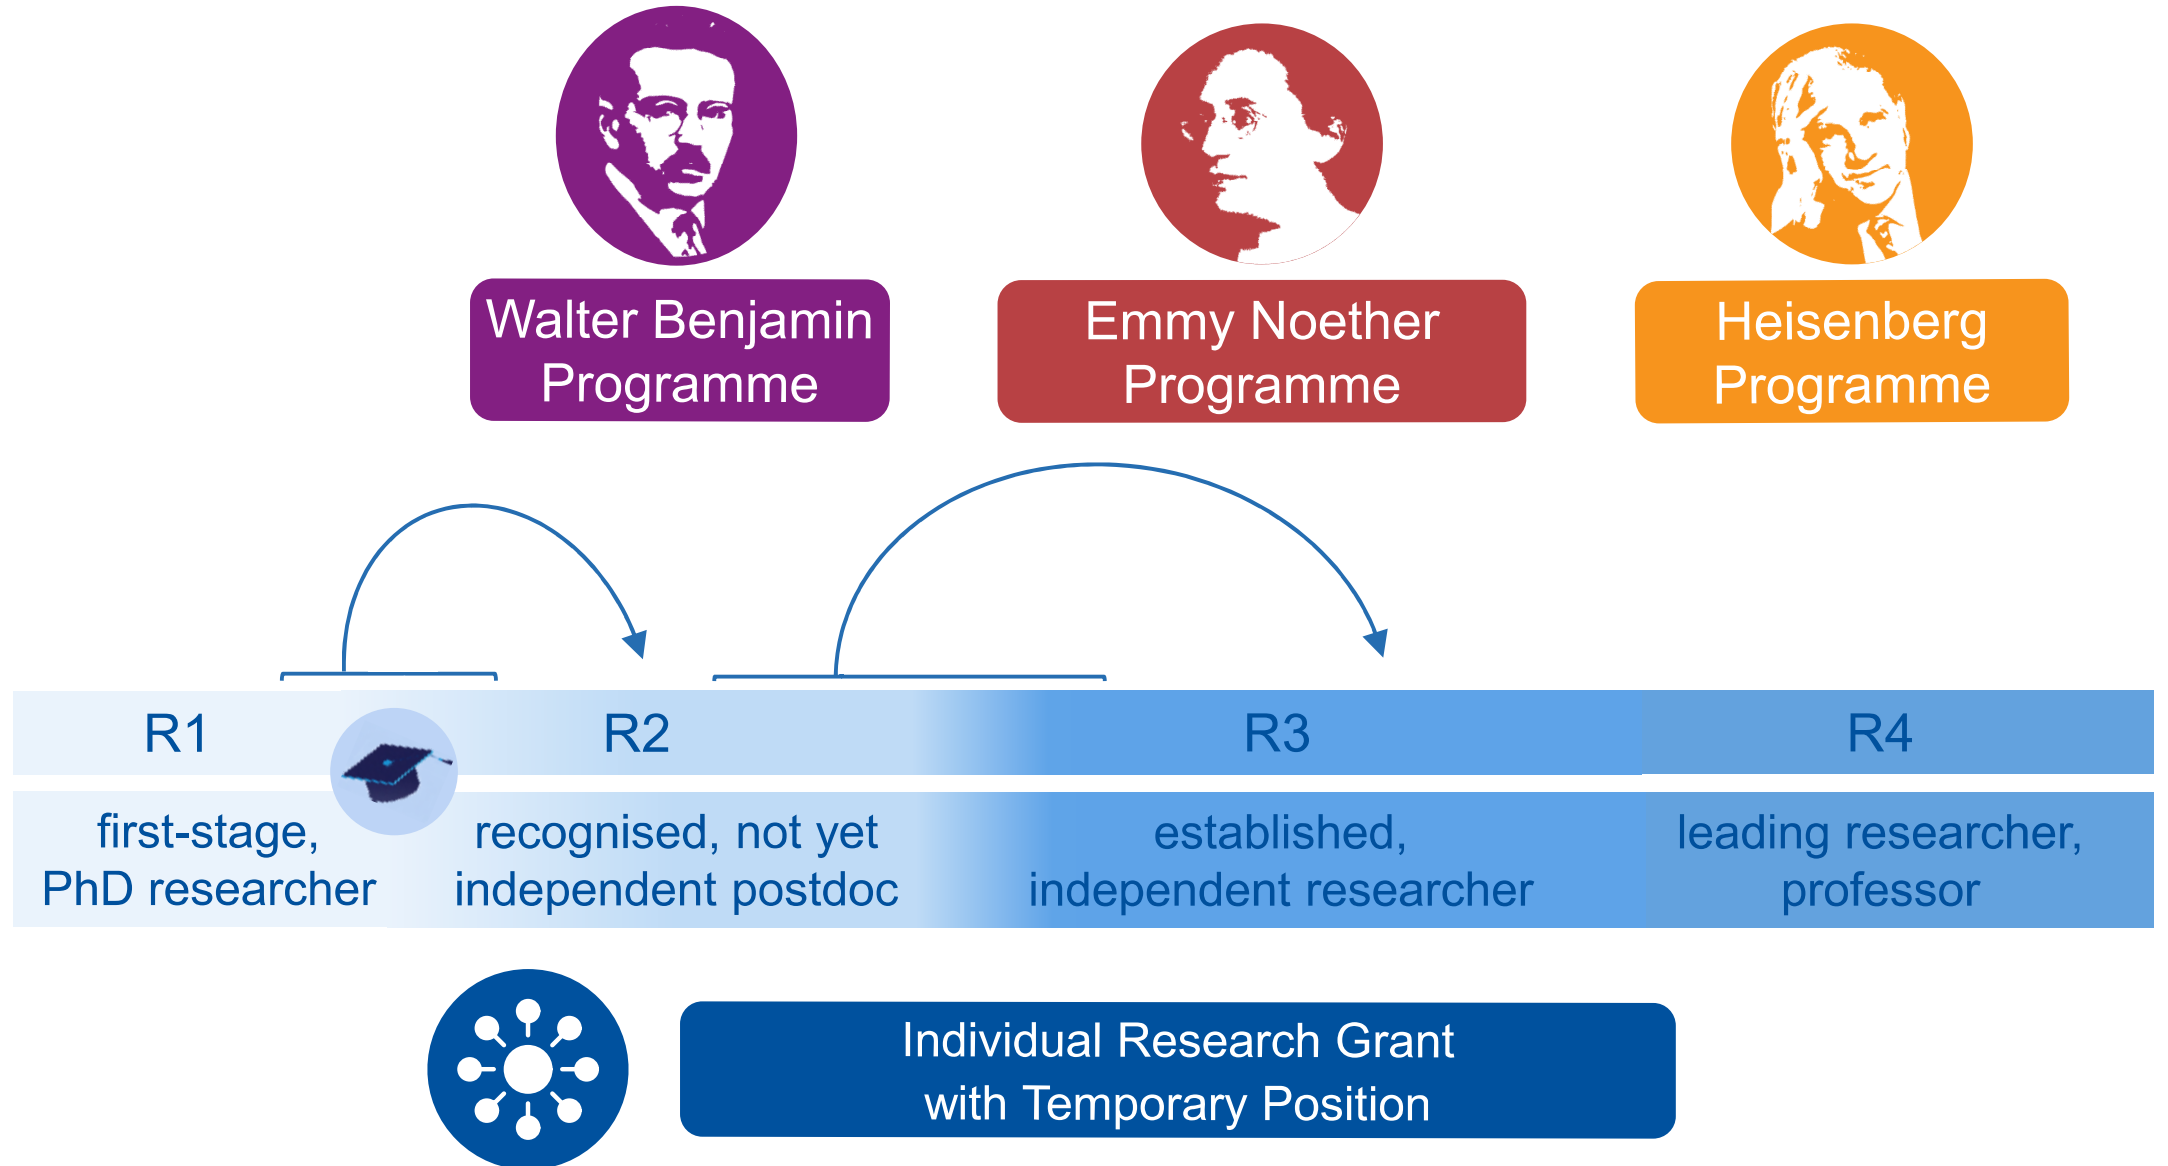 Walter Benjamin
Programme
Emmy Noether
Programme
Heisenberg
Programme
R1
R2
R3
R4
first-stage,
PhD researcher
recognised, not yet
independent postdoc
established,
independent researcher
leading researcher,
professor
Individual Research Grant
with Temporary Position